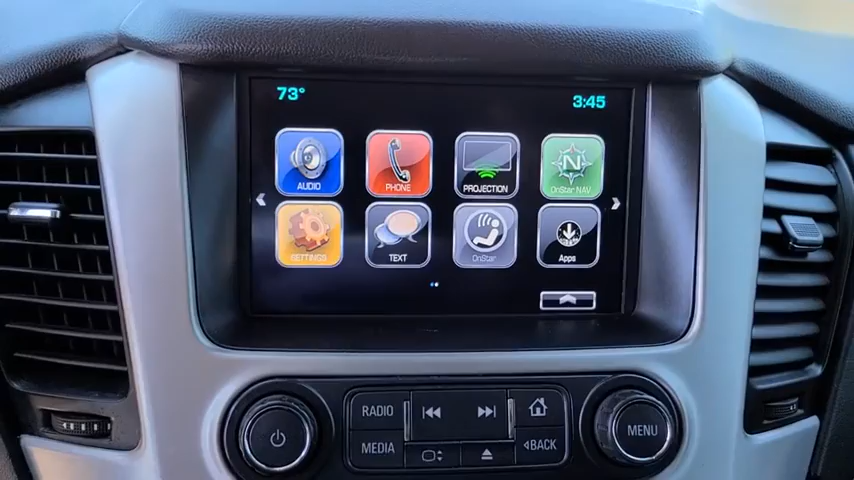 73° 3:45
AUDIO PHONE PROJECTION OnStar NAV
N
SETTINGS TEXT OnStar Apps
RADIO
MEDIA BACK
MENU